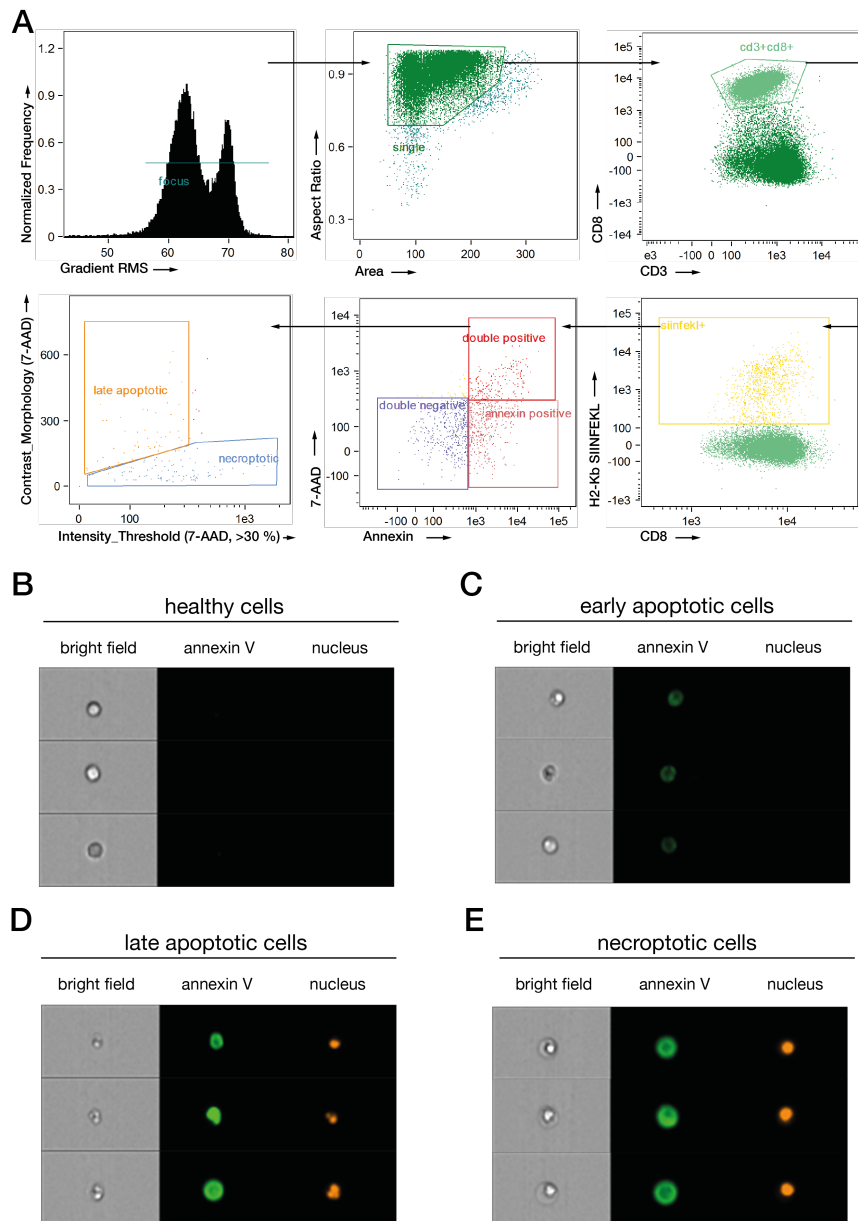 A
Normalized Frequency
1.2
0.9
0.6
0.3
0
focus
50
60
70
80
Gradient RMS
Aspect Ratio
0.9
0.6
0.3
single
0
100
200
300
Area
CD8
1e5
1e4
1e3
100
0
-100
-1e3
-1e4
cd3+cd8+
e3
-100
0
100
1e3
1e4
CD3
Contrast_Morphology (7-AAD)
600
300
0
late apoptotic
necroptotic
100
1e3
Intensity_Threshold (7-AAD, >30 %)
7-AAD
1e4
1e3
100
0
-100
double positive
double negative
annexin positive
-100
0
100
1e3
1e4
1e5
Annexin
H2-Kb SIINFEKL
1e5
1e4
1e3
100
0
-100
-1e3
siinfekl+
1e3
1e4
CD8
B
healthy cells
bright field annexin V nucleus
C
early apoptotic cells
bright field annexin V nucleus
D
late apoptotic cells
bright field annexin V nucleus
E
necroptotic cells
bright field annexin V nucleus